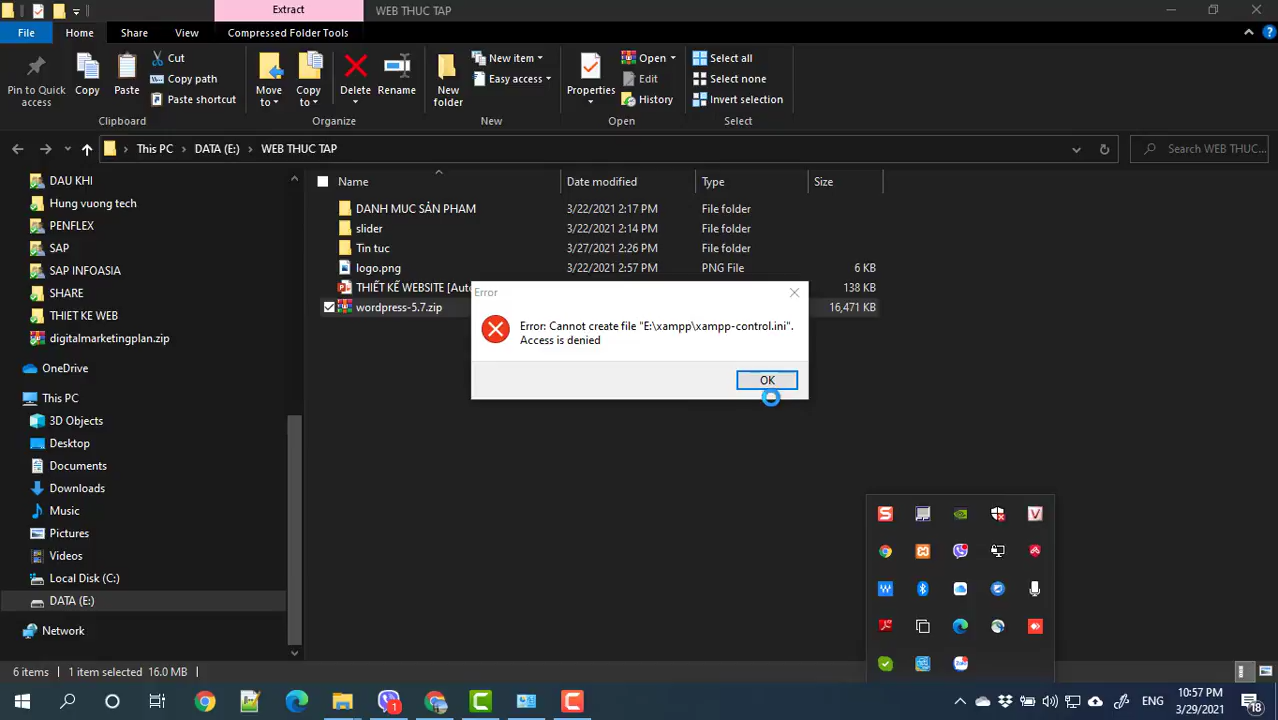 Extract
WEB THUC TAP
File
Home
Share
View
Compressed Folder Tools
Pin to Quick access
Copy
Paste
Cut
Copy path
Paste shortcut
Clipboard
Move to
Copy to
Delete
Rename
Organize
New folder
New item
Easy access
New
Properties
Open
Edit
History
Open
Select all
Select none
Invert selection
Select
This PC
DATA (E:)
WEB THUC TAP
Search WEB THUC...
DAU KHI
Hung vuong tech
PENFLEX
SAP
SAP INFOASIA
SHARE
THIET KE WEB
digitalmarketingplan.zip
OneDrive
This PC
3D Objects
Desktop
Documents
Downloads
Music
Pictures
Videos
Local Disk (C:)
DATA (E:)
Network
Name
Date modified
Type
Size
DANH MUC SẢN PHAM
3/22/2021 2:17 PM
File folder
slider
3/22/2021 2:14 PM
File folder
Tin tuc
3/27/2021 2:26 PM
File folder
logo.png
3/22/2021 2:57 PM
PNG File
6 KB
THIẾT KẾ WEBSITE [Aut
138 KB
wordpress-5.7.zip
16,471 KB
Error
Error: Cannot create file "E:\xampp\xampp-control.ini".
Access is denied
OK
6 items
1 item selected 16.0 MB
1
ENG
10:57 PM
3/29/2021
18